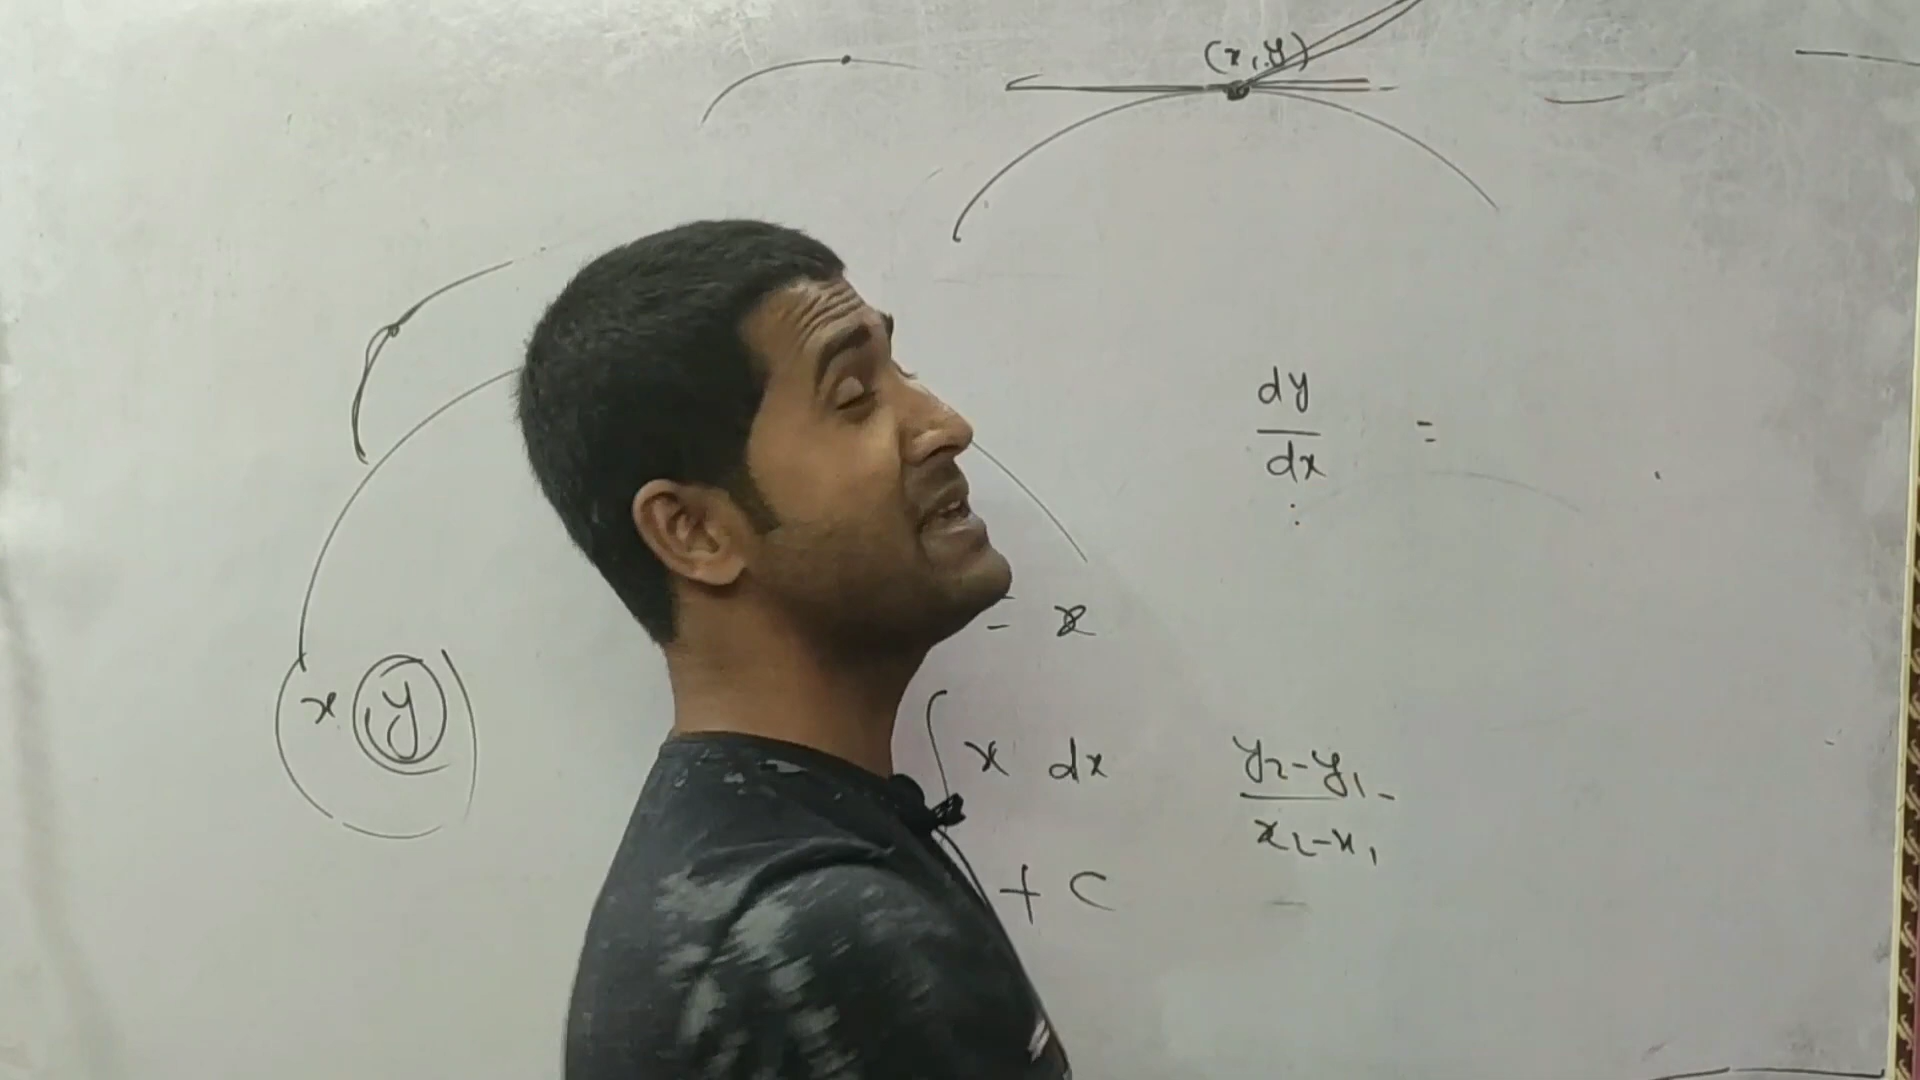 (x, y)
dy
dx
=
= x
x, y
∫ x dx
y2-y1
x2-x1
+ C